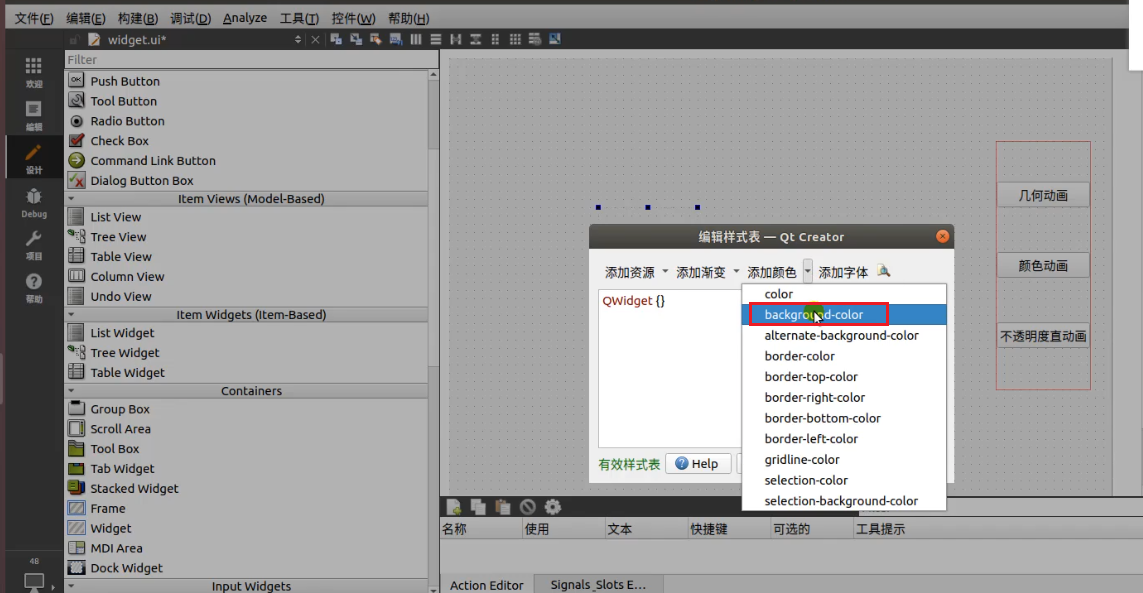 文件(F) 编辑(E) 构建(B) 调试(D) Analyze 工具(T) 控件(W) 帮助(H)
widget.ui*
欢迎
编辑
设计
Debug
项目
帮助
48
Filter
Push Button
Tool Button
Radio Button
Check Box
Command Link Button
Dialog Button Box
Item Views (Model-Based)
List View
Tree View
Table View
Column View
Undo View
Item Widgets (Item-Based)
List Widget
Tree Widget
Table Widget
Containers
Group Box
Scroll Area
Tool Box
Tab Widget
Stacked Widget
Frame
Widget
MDI Area
Dock Widget
Input Widgets
几何动画
颜色动画
不透明度直动画
编辑样式表 — Qt Creator
添加资源 添加渐变 添加颜色 添加字体
QWidget {}
color
background-color
alternate-background-color
border-color
border-top-color
border-right-color
border-bottom-color
border-left-color
gridline-color
selection-color
selection-background-color
有效样式表 Help
名称 使用 文本 快捷键 可选的 工具提示
Action Editor Signals_Slots E...